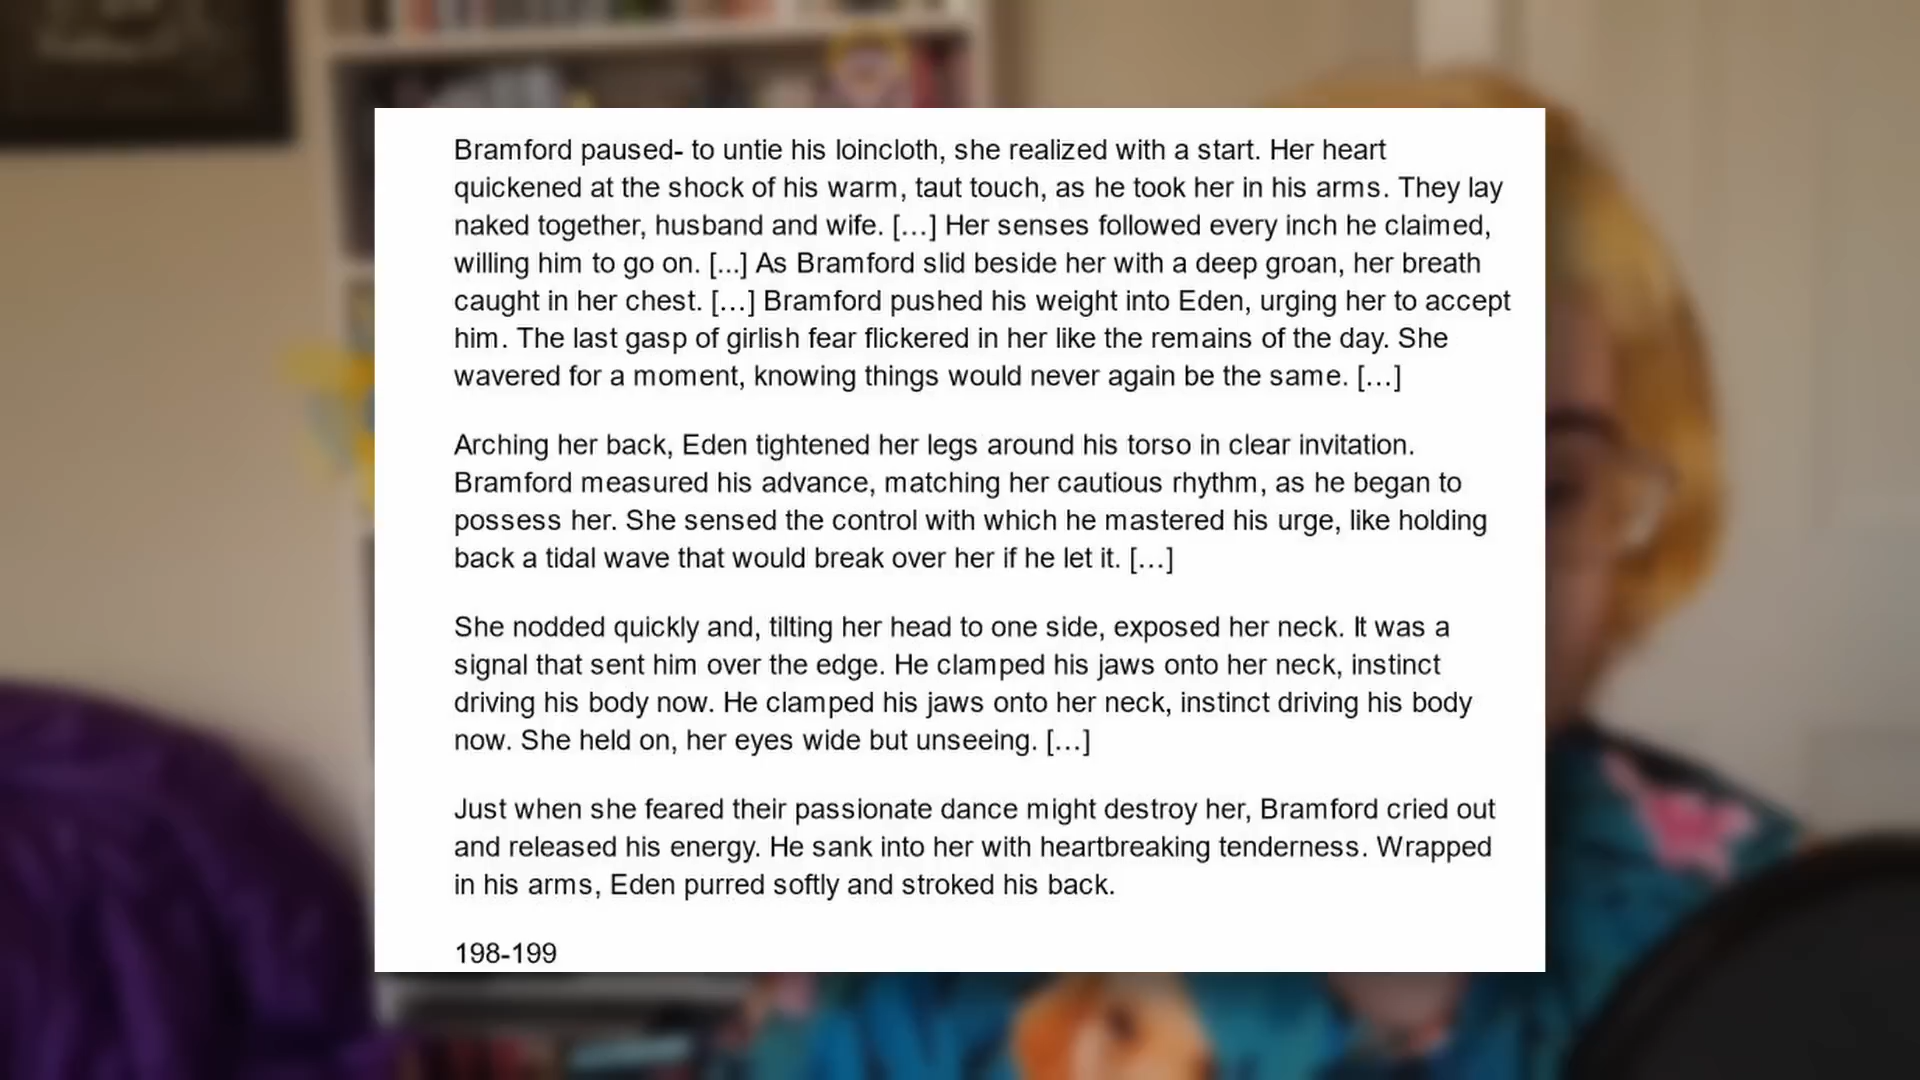 Bramford paused- to untie his loincloth, she realized with a start. Her heart
quickened at the shock of his warm, taut touch, as he took her in his arms. They lay
naked together, husband and wife. […] Her senses followed every inch he claimed,
willing him to go on. [...] As Bramford slid beside her with a deep groan, her breath
caught in her chest. […] Bramford pushed his weight into Eden, urging her to accept
him. The last gasp of girlish fear flickered in her like the remains of the day. She
wavered for a moment, knowing things would never again be the same. […]
Arching her back, Eden tightened her legs around his torso in clear invitation.
Bramford measured his advance, matching her cautious rhythm, as he began to
possess her. She sensed the control with which he mastered his urge, like holding
back a tidal wave that would break over her if he let it. […]
She nodded quickly and, tilting her head to one side, exposed her neck. It was a
signal that sent him over the edge. He clamped his jaws onto her neck, instinct
driving his body now. He clamped his jaws onto her neck, instinct driving his body
now. She held on, her eyes wide but unseeing. […]
Just when she feared their passionate dance might destroy her, Bramford cried out
and released his energy. He sank into her with heartbreaking tenderness. Wrapped
in his arms, Eden purred softly and stroked his back.
198-199